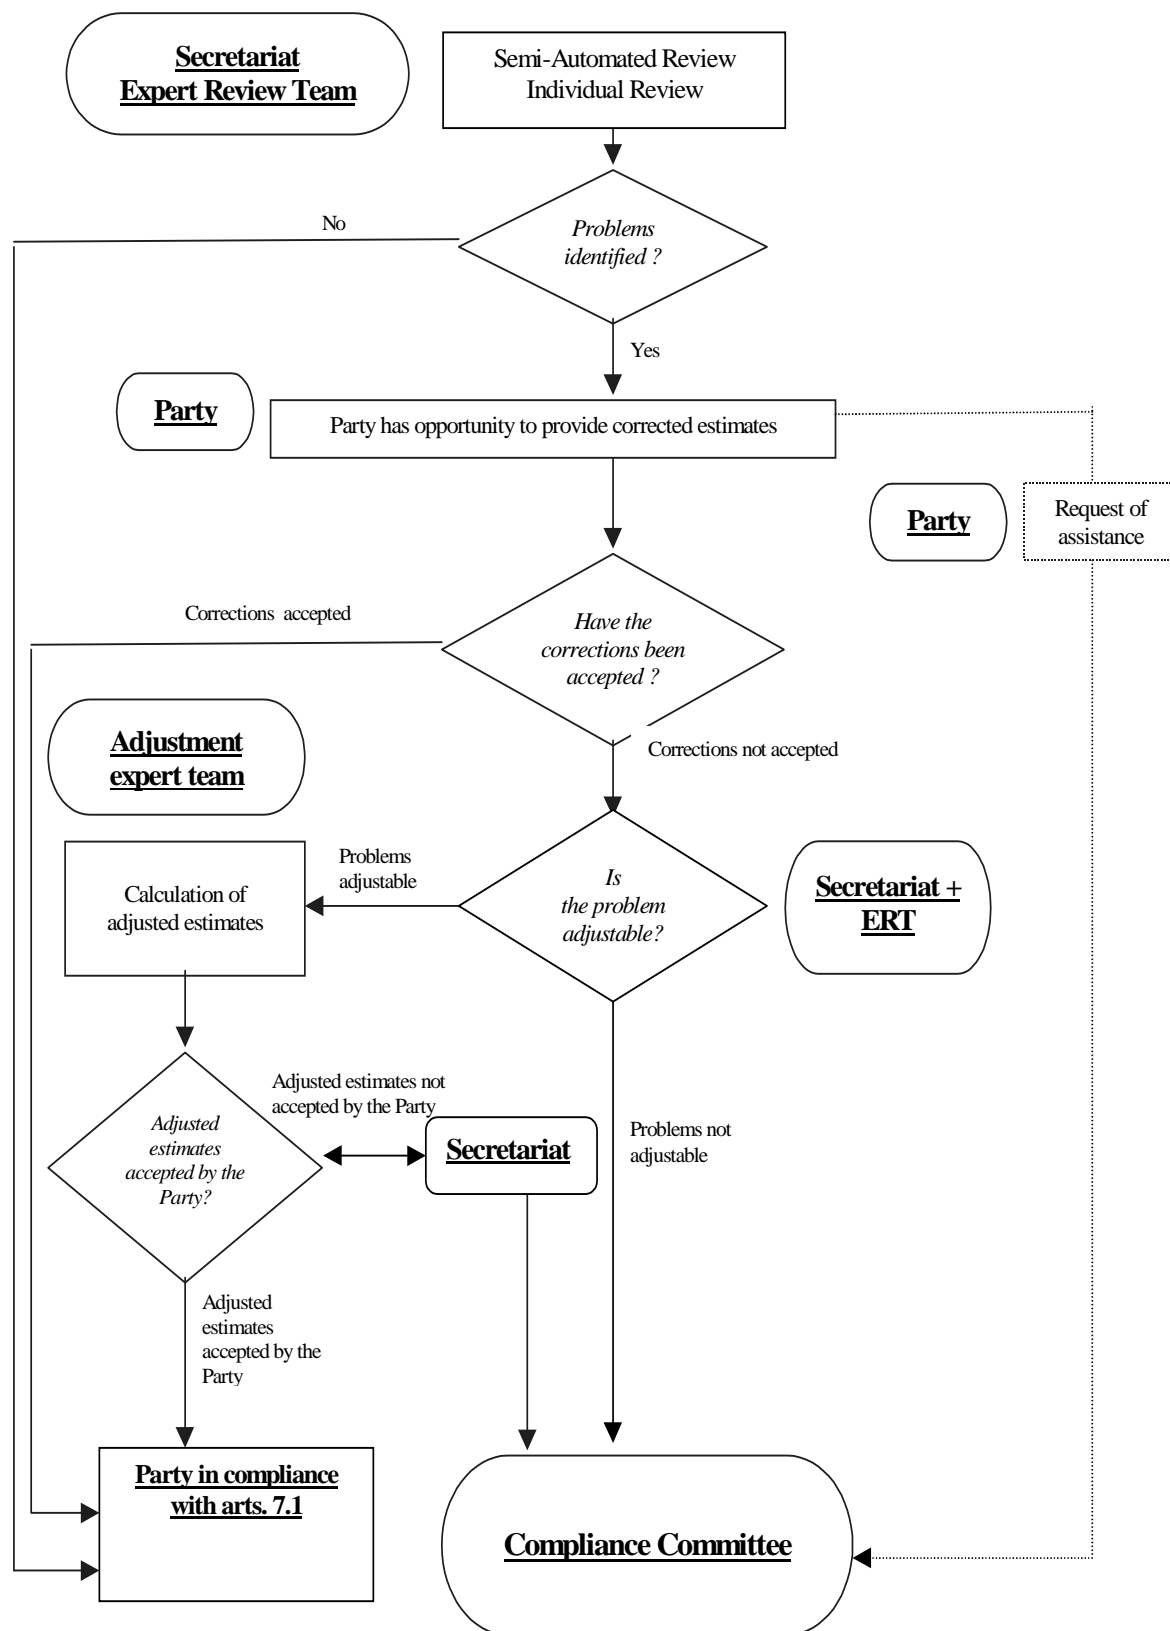 Secretariat
Expert Review Team
Semi-Automated Review
Individual Review
No
Problems
identified ?
Yes
Party
Party has opportunity to provide corrected estimates
Party
Request of
assistance
Corrections accepted
Have the
corrections been
accepted ?
Corrections not accepted
Adjustment
expert team
Problems
adjustable
Calculation of
adjusted estimates
Is
the problem
adjustable?
Secretariat +
ERT
Adjusted estimates not
accepted by the Party
Adjusted
estimates
accepted by the
Party?
Secretariat
Problems not
adjustable
Adjusted
estimates
accepted by the
Party
Party in compliance
with arts. 7.1
Compliance Committee